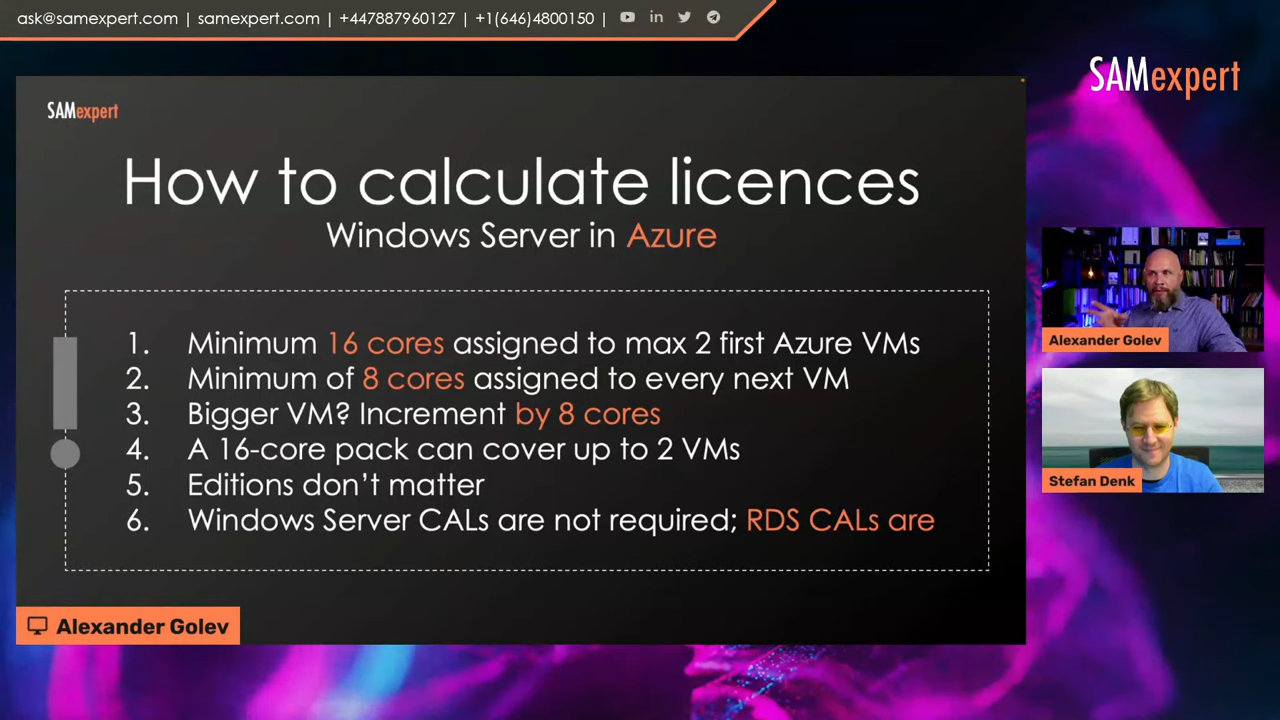 ask@samexpert.com | samexpert.com | +447887960127 | +1(646)4800150 |
SAMexpert
SAMexpert
How to calculate licences
Windows Server in Azure
1. Minimum 16 cores assigned to max 2 first Azure VMs
2. Minimum of 8 cores assigned to every next VM
3. Bigger VM? Increment by 8 cores
4. A 16-core pack can cover up to 2 VMs
5. Editions don't matter
6. Windows Server CALs are not required; RDS CALs are
Alexander Golev
Stefan Denk
Alexander Golev